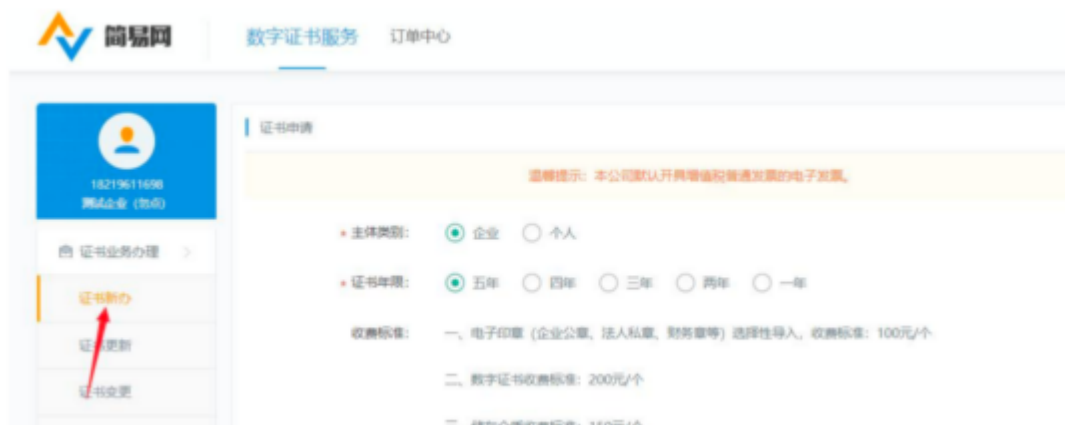 简易网
数字证书服务 订单中心
18219611698
测试企业（勿点）
证书申请
温馨提示：本公司默认开具增值税普通发票的电子发票。
主体类别： 企业 个人
证书业务办理
证书年限： 五年 四年 三年 两年 一年
证书新办
收费标准： 一、电子印章（企业公章、法人私章、财务章等）选择性导入，收费标准：100元/个
证书更新
二、数字证书收费标准：200元/个
证书变更